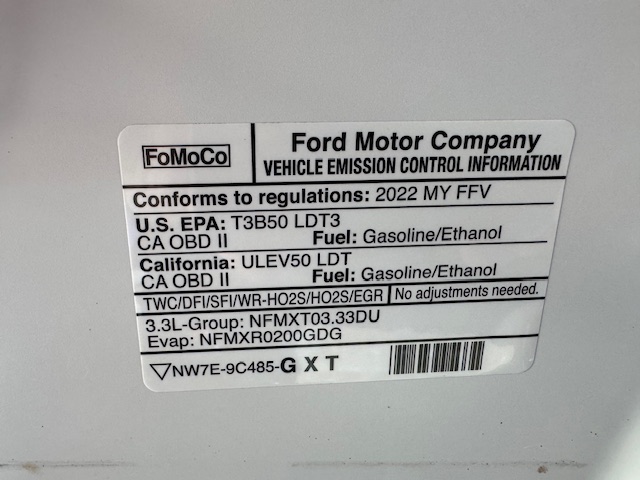 FoMoCo
Ford Motor Company
VEHICLE EMISSION CONTROL INFORMATION
Conforms to regulations: 2022 MY FFV
U.S. EPA: T3B50 LDT3
CA OBD II Fuel: Gasoline/Ethanol
California: ULEV50 LDT
CA OBD II Fuel: Gasoline/Ethanol
TWC/DFI/SFI/WR-HO2S/HO2S/EGR No adjustments needed.
3.3L-Group: NFMXT03.33DU
Evap: NFMXR0200GDG
NW7E-9C485-G X T